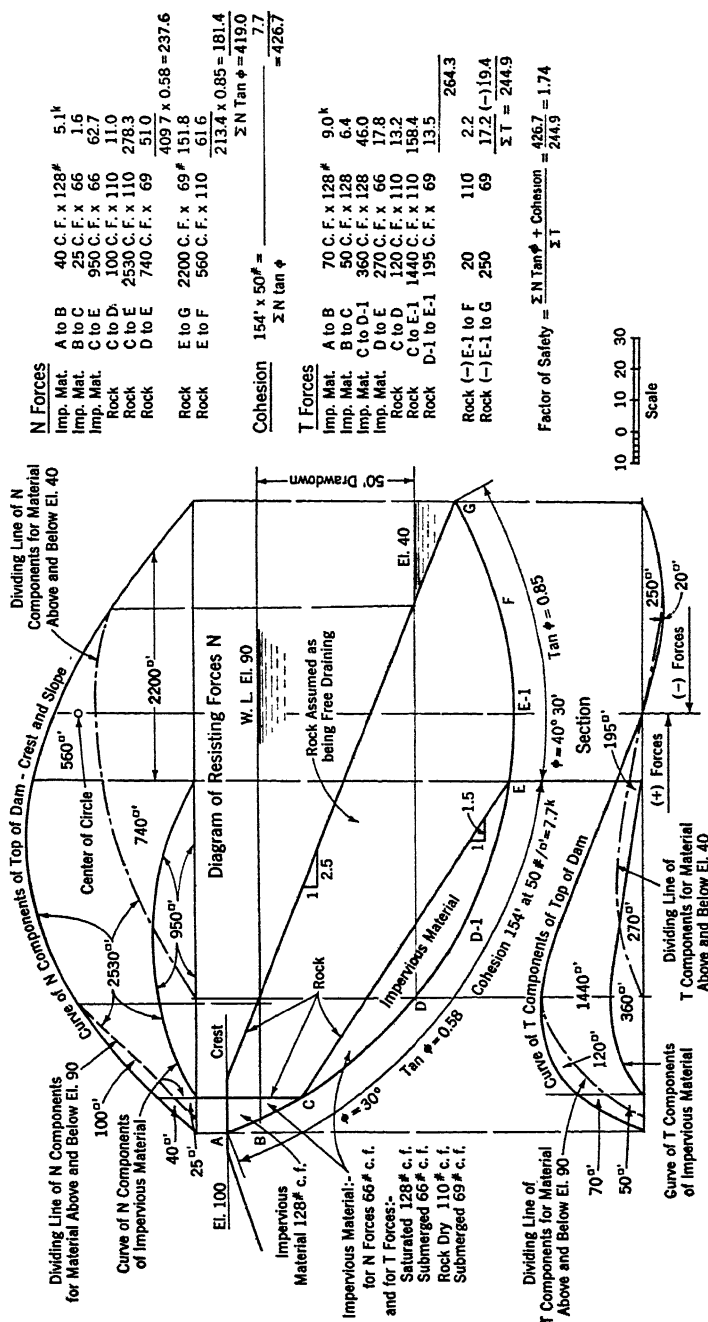 Dividing Line of N Components
for Material Above and Below El. 90
Curve of N Components
of Impervious Material
Curve of N Components of Top of Dam - Crest and Slope
Dividing Line of N
Components for Material
Above and Below El. 40
100□'
40□'
25□'
2530□'
950□'
740□'
560□'
Center of Circle
2200□'
Diagram of Resisting Forces N
W. L. El. 90
50' Drawdown
El. 100
Crest
A
B
C
D
D-1
E
E-1
F
G
El. 40
Rock Assumed as
being Free Draining
1
2.5
1
1.5
Rock
Impervious Material
Impervious
Material 128# c. f.
Impervious Material:-
for N Forces 66# c. f.
and for T Forces:-
Saturated 128# c. f.
Submerged 66# c. f.
Rock Dry 110# c. f.
Submerged 69# c. f.
ϕ = 30°
Tan ϕ = 0.58
Cohesion 154' at 50 #/□' = 7.7k
ϕ = 40° 30'
Tan ϕ = 0.85
Section
Dividing Line of
T Components for Material
Above and Below El. 90
70□'
50□'
120□'
1440□'
360□'
270□'
195□'
250□'
20□'
Curve of T Components of Top of Dam
Curve of T Components
of Impervious Material
Dividing Line of
T Components for Material
Above and Below El. 40
(+) Forces
(-) Forces
N Forces
Imp. Mat. A to B 40 C. F. x 128# 5.1k
Imp. Mat. B to C 25 C. F. x 66 1.6
Imp. Mat. C to E 950 C. F. x 66 62.7
Rock C to D 100 C. F. x 110 11.0
Rock C to E 2530 C. F. x 110 278.3
Rock D to E 740 C. F. x 69 51 0
409 7 x 0.58 = 237.6
Rock E to G 2200 C. F. x 69# 151.8
Rock E to F 560 C. F. x 110 61 6
213.4 x 0.85 = 181.4
Σ N Tan ϕ = 419.0
Cohesion 154' x 50# = 7.7
Σ N tan ϕ = 426.7
T Forces
Imp. Mat. A to B 70 C. F. x 128# 9.0k
Imp. Mat. B to C 50 C. F. x 128 6.4
Imp. Mat. C to D-1 360 C. F. x 128 46.0
Imp. Mat. D to E 270 C. F. x 66 17.8
Rock C to D 120 C. F. x 110 13.2
Rock C to E-1 1440 C. F. x 110 158.4
Rock D-1 to E-1 195 C. F. x 69 13.5
264.3
Rock (-) E-1 to F 20 110 2.2
Rock (-) E-1 to G 250 69 17.2 (-) 19.4
Σ T = 244.9
Factor of Safety = Σ N Tan ϕ + Cohesion / Σ T = 426.7 / 244.9 = 1.74
10 0 10 20 30
Scale